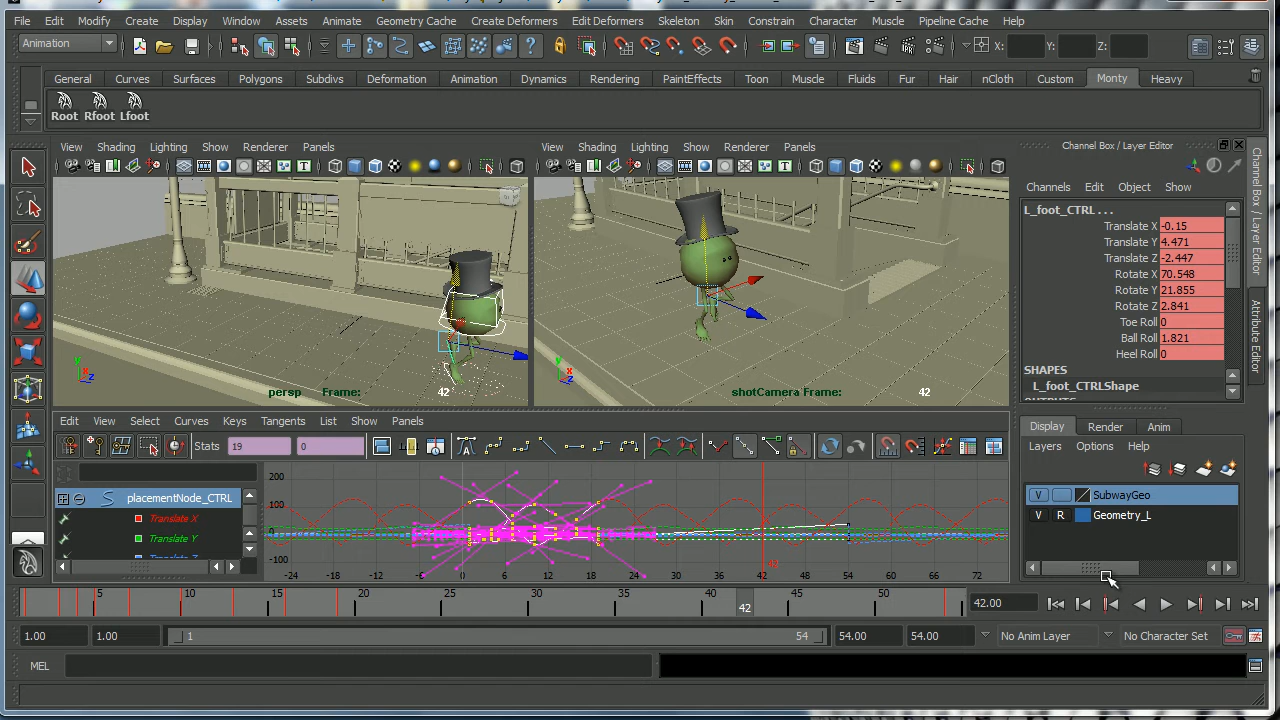 File Edit Modify Create Display Window Assets Animate Geometry Cache Create Deformers Edit Deformers Skeleton Skin Constrain Character Muscle Pipeline Cache Help
Animation X: Y: Z:
General Curves Surfaces Polygons Subdivs Deformation Animation Dynamics Rendering PaintEffects Toon Muscle Fluids Fur Hair nCloth Custom Monty Heavy
Root Rfoot Lfoot
View Shading Lighting Show Renderer Panels
View Shading Lighting Show Renderer Panels
persp Frame: 42
shotCamera Frame: 42
y x z
y x z
Channel Box / Layer Editor
Channels Edit Object Show
L_foot_CTRL . . .
Translate X -0.15
Translate Y 4.471
Translate Z -2.447
Rotate X 70.548
Rotate Y 21.855
Rotate Z 2.841
Toe Roll 0
Ball Roll 1.821
Heel Roll 0
SHAPES
L_foot_CTRLShape
Channel Box / Layer Editor
Attribute Editor
Edit View Select Curves Keys Tangents List Show Panels
Stats 19 0
placementNode_CTRL
Translate X
Translate Y
200
100
0
-100
-24 -12 0 6 12 18 30 36 42 48 54 60 66 72
42
Display Render Anim
Layers Options Help
V SubwayGeo
V R Geometry_L
5 10 15 20 25 30 35 40 42 45 50
42.00
1.00 1.00 1 54 54.00 54.00 No Anim Layer No Character Set
MEL